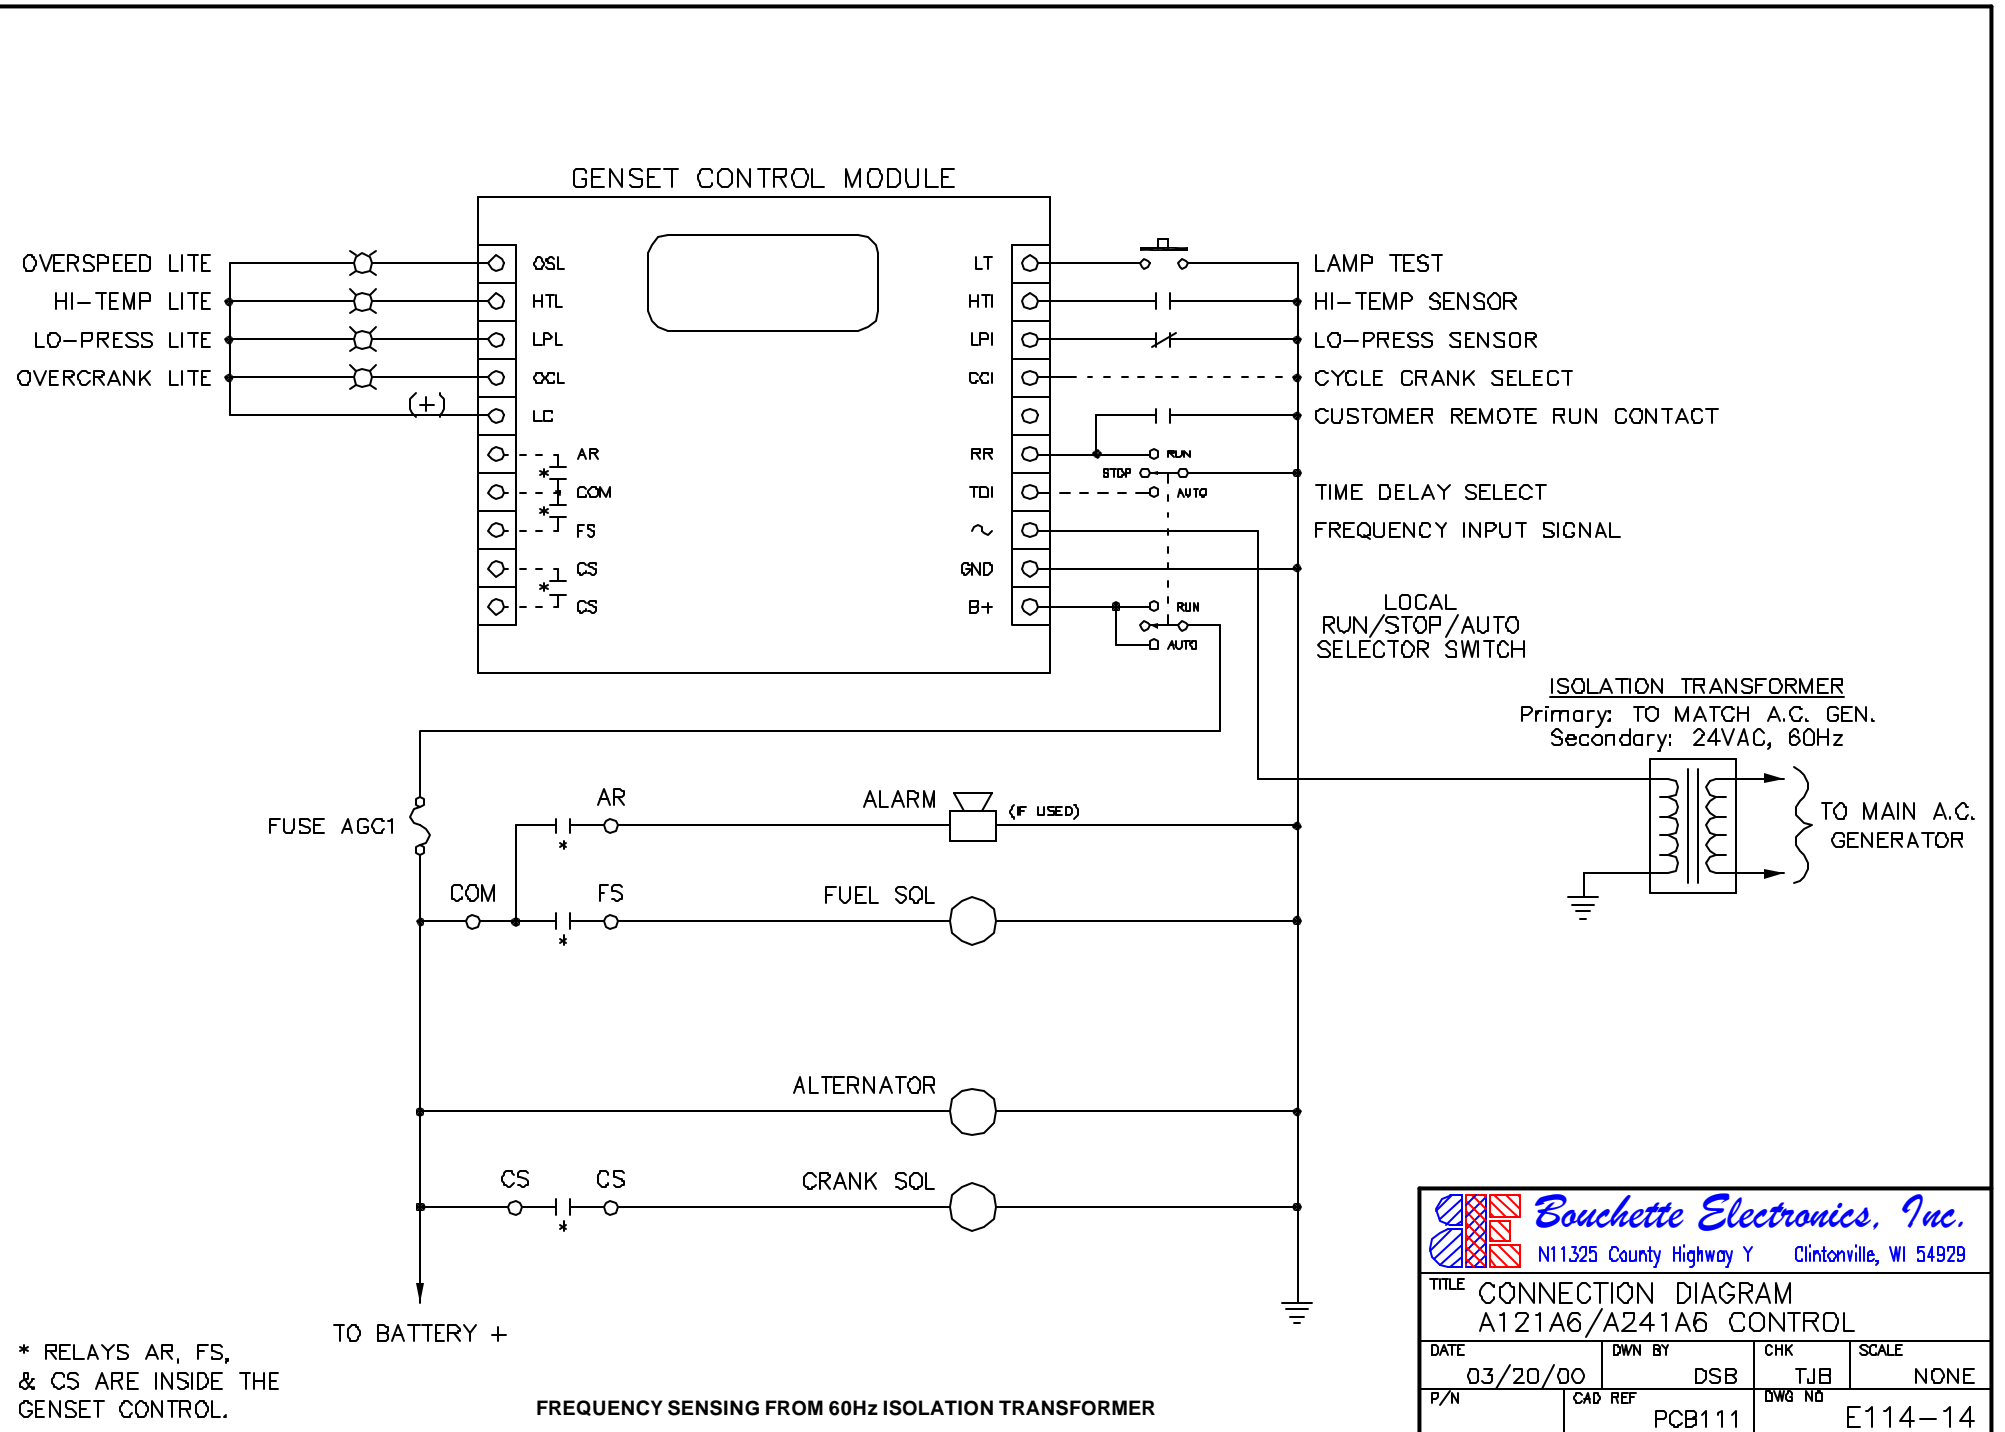 GENSET CONTROL MODULE
OVERSPEED LITE
HI-TEMP LITE
LO-PRESS LITE
OVERCRANK LITE
(+)
OSL
HTL
LPL
OCL
LC
AR
*
COM
*
FS
CS
*
CS
LT
HTI
LPI
CCI
RR
TDI
GND
B+
RUN
STOP
AUTO
RUN
AUTO
LAMP TEST
HI-TEMP SENSOR
LO-PRESS SENSOR
CYCLE CRANK SELECT
CUSTOMER REMOTE RUN CONTACT
TIME DELAY SELECT
FREQUENCY INPUT SIGNAL
LOCAL
RUN/STOP/AUTO
SELECTOR SWITCH
ISOLATION TRANSFORMER
Primary: TO MATCH A.C. GEN.
Secondary: 24VAC, 60Hz
TO MAIN A.C.
GENERATOR
FUSE AGC1
AR
*
ALARM
(IF USED)
COM
FS
*
FUEL SOL
ALTERNATOR
CS
CS
*
CRANK SOL
TO BATTERY +
* RELAYS AR, FS,
& CS ARE INSIDE THE
GENSET CONTROL.
FREQUENCY SENSING FROM 60Hz ISOLATION TRANSFORMER
Bouchette Electronics, Inc.
N11325 County Highway Y Clintonville, WI 54929
TITLE CONNECTION DIAGRAM
A121A6/A241A6 CONTROL
DATE 03/20/00
DWN BY DSB
CHK TJB
SCALE NONE
P/N
CAD REF PCB111
DWG NO E114-14